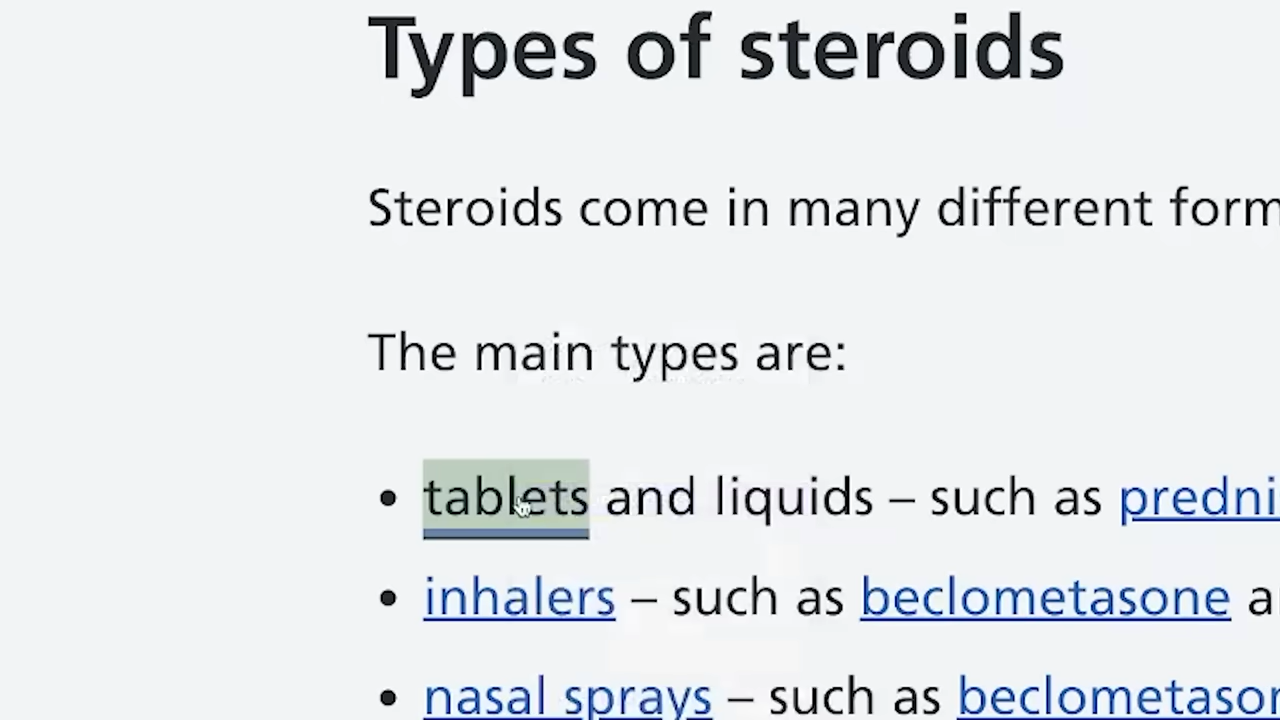 Types of steroids
Steroids come in many different form
The main types are:
• tablets and liquids – such as predni
• inhalers – such as beclometasone a
• nasal sprays – such as beclometason